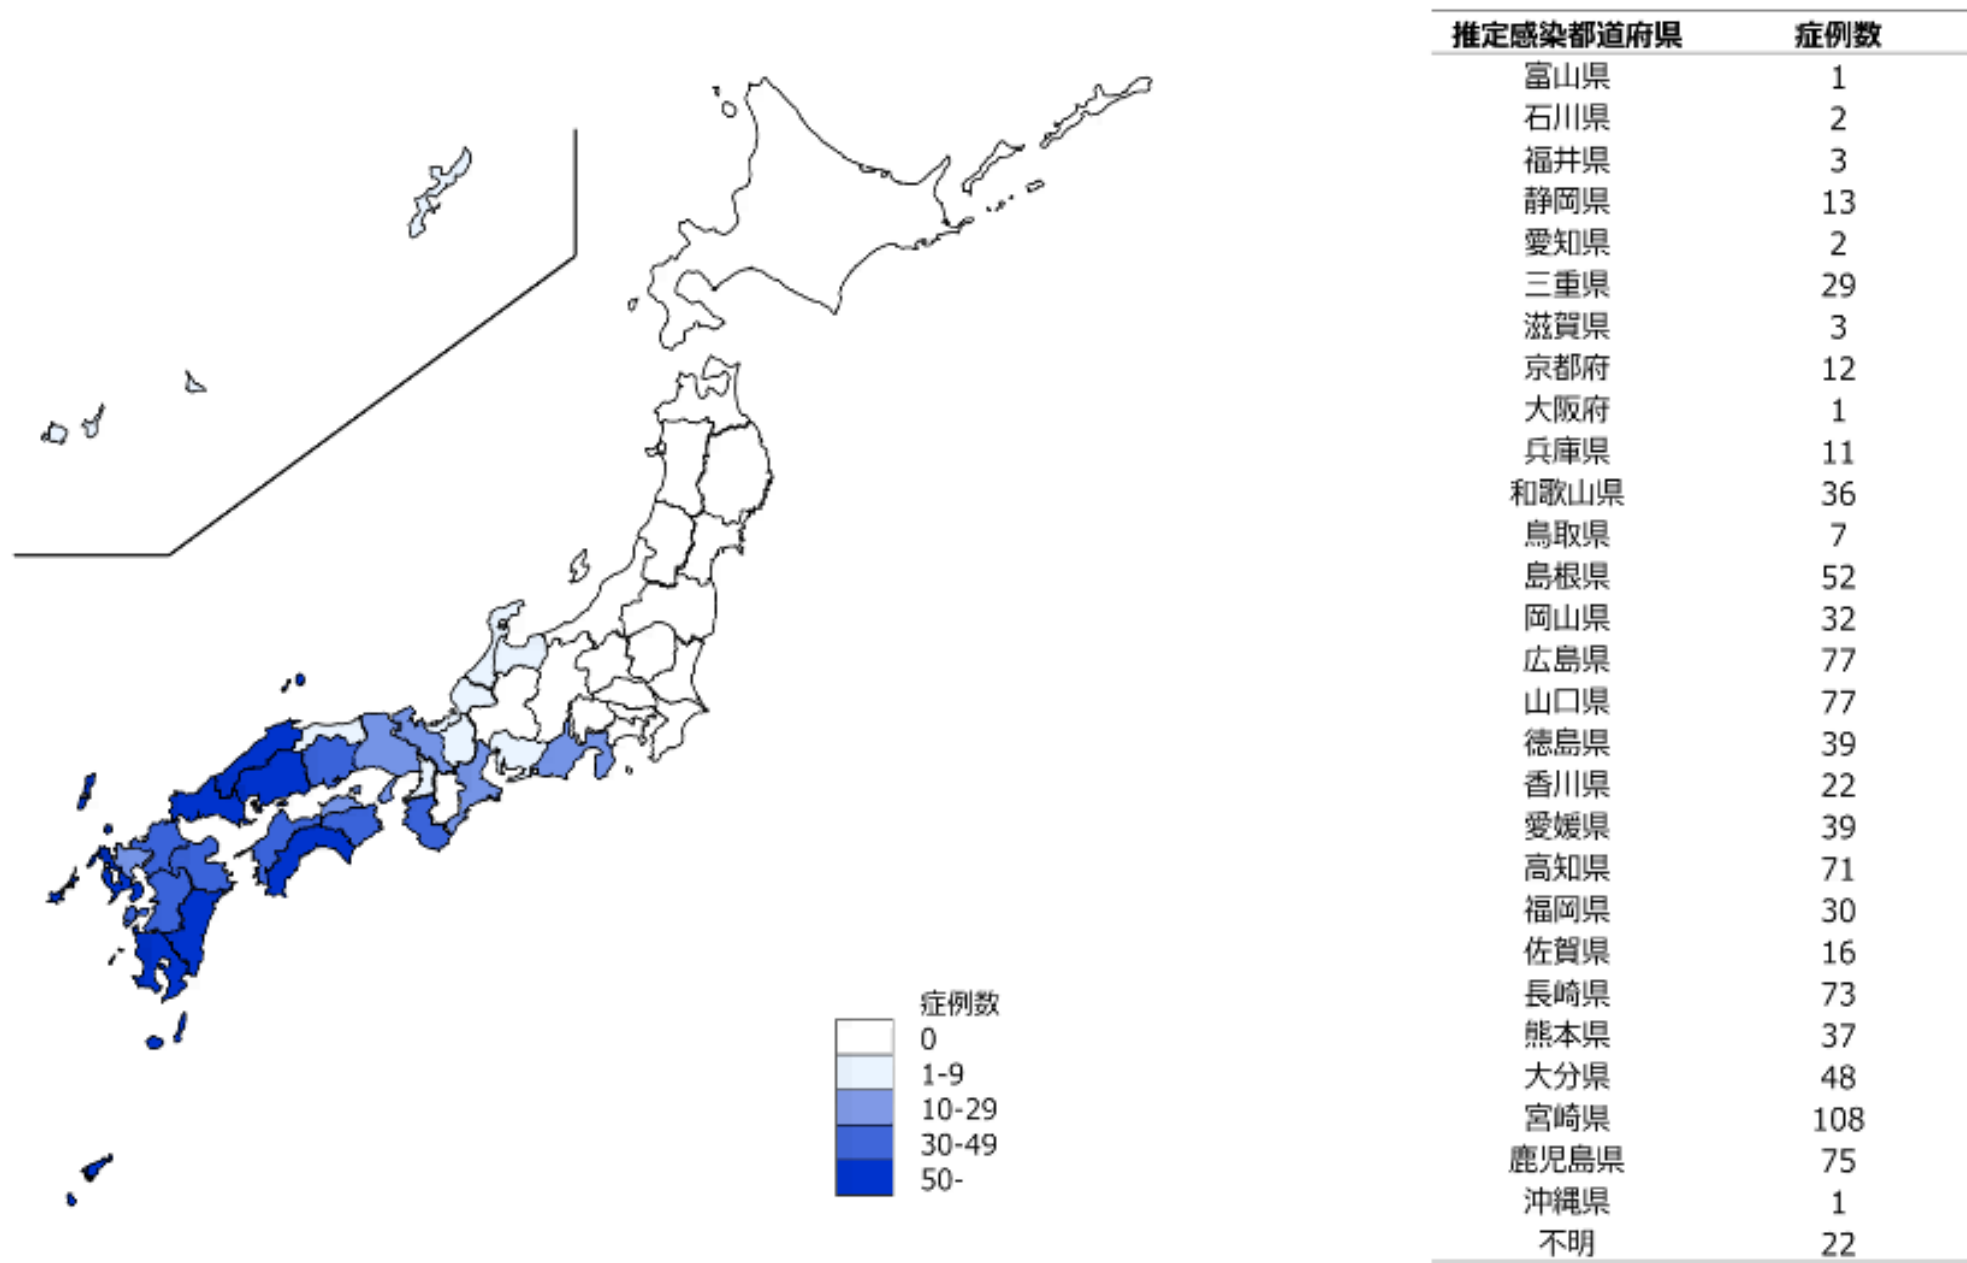 推定感染都道府県 症例数
富山県 1
石川県 2
福井県 3
静岡県 13
愛知県 2
三重県 29
滋賀県 3
京都府 12
大阪府 1
兵庫県 11
和歌山県 36
鳥取県 7
島根県 52
岡山県 32
広島県 77
山口県 77
徳島県 39
香川県 22
愛媛県 39
高知県 71
福岡県 30
佐賀県 16
長崎県 73
熊本県 37
大分県 48
宮崎県 108
鹿児島県 75
沖縄県 1
不明 22
症例数
0
1-9
10-29
30-49
50-